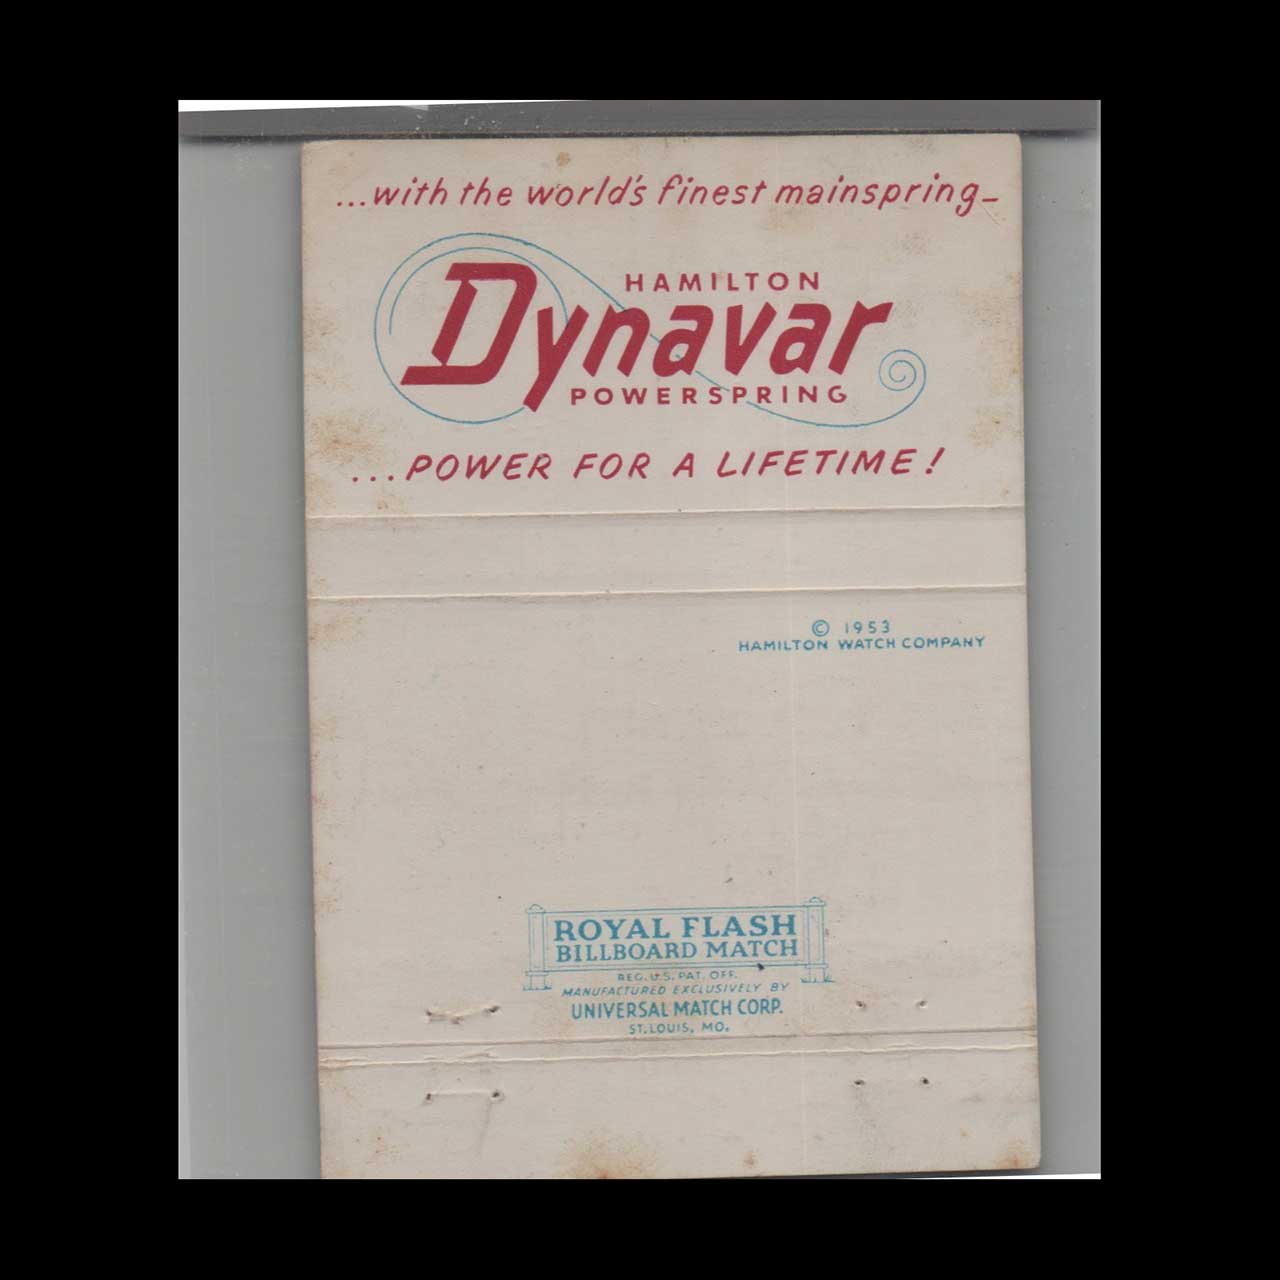 ...with the world's finest mainspring–
HAMILTON
Dynavar
POWERSPRING
...POWER FOR A LIFETIME!
© 1953
HAMILTON WATCH COMPANY
ROYAL FLASH
BILLBOARD MATCH
REG. U.S. PAT. OFF.
MANUFACTURED EXCLUSIVELY BY
UNIVERSAL MATCH CORP.
ST. LOUIS, MO.